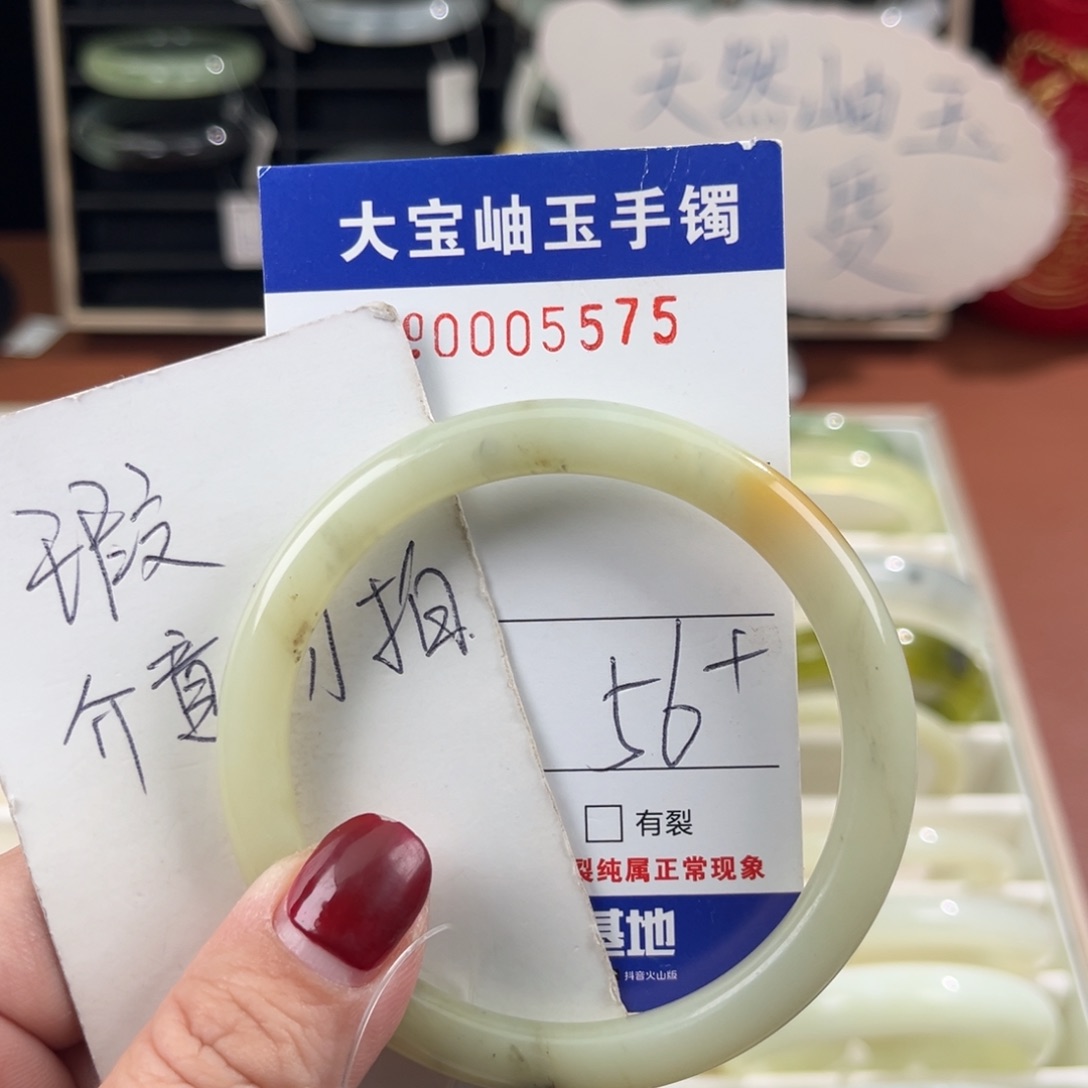 天然岫玉
大宝岫玉手镯
0005575
瑕
介意 小拍
56+
有裂
裂纯属正常现象
基地
抖音火山版